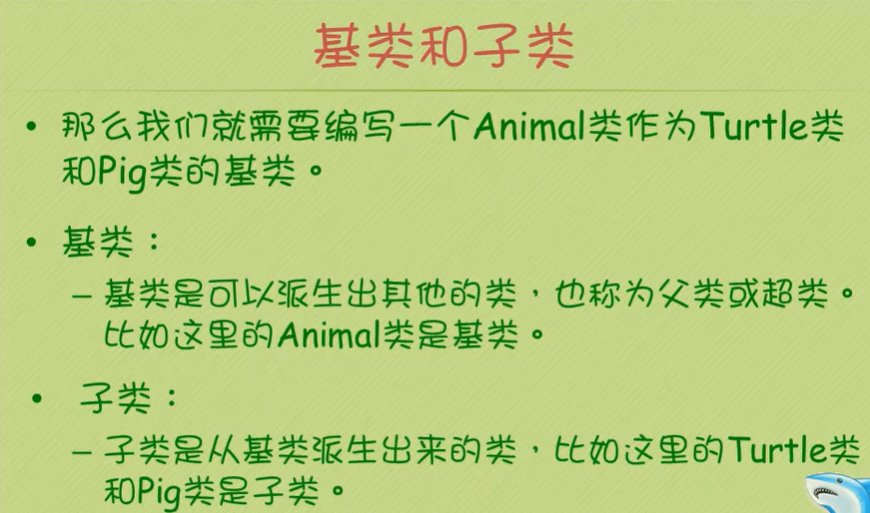 基类和子类
• 那么我们就需要编写一个Animal类作为Turtle类
和Pig类的基类。
• 基类：
– 基类是可以派生出其他的类，也称为父类或超类。
比如这里的Animal类是基类。
• 子类：
– 子类是从基类派生出来的类，比如这里的Turtle类
和Pig类是子类。